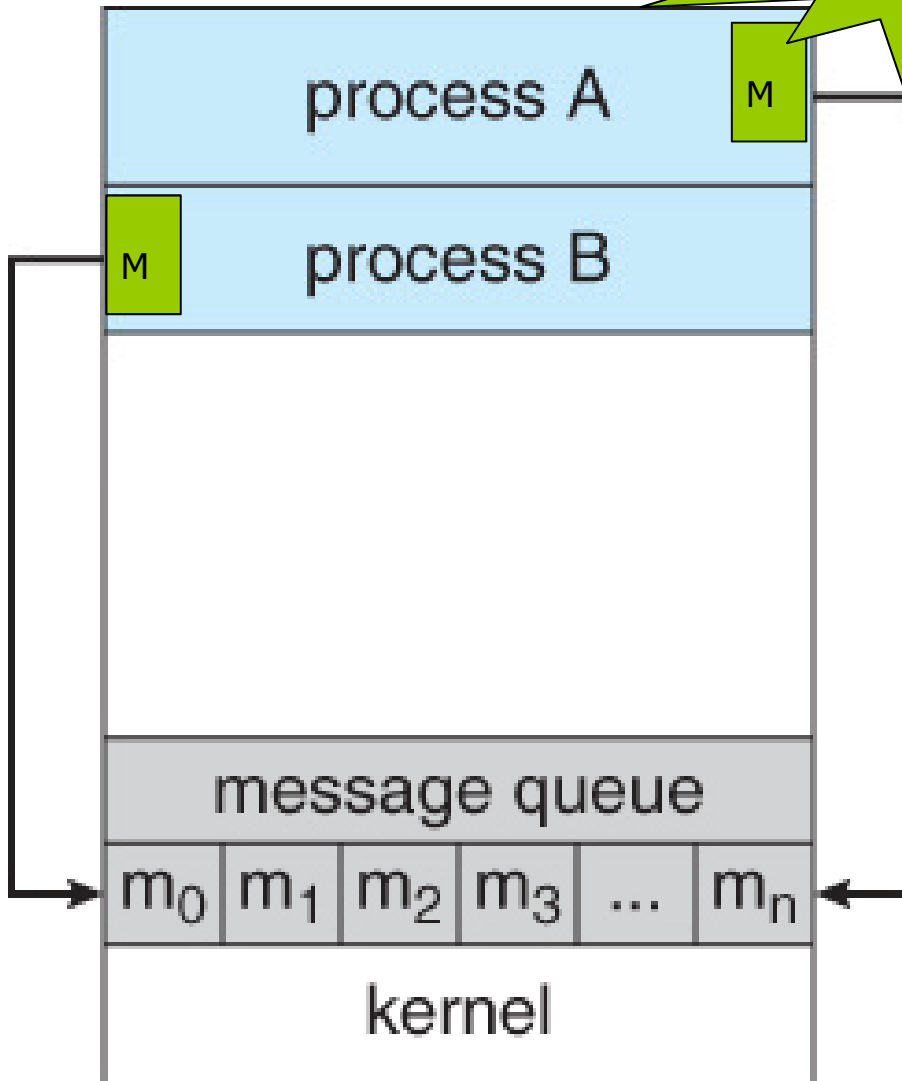 process A M
M process B
message queue
m₀ m₁ m₂ m₃ ... mₙ
kernel